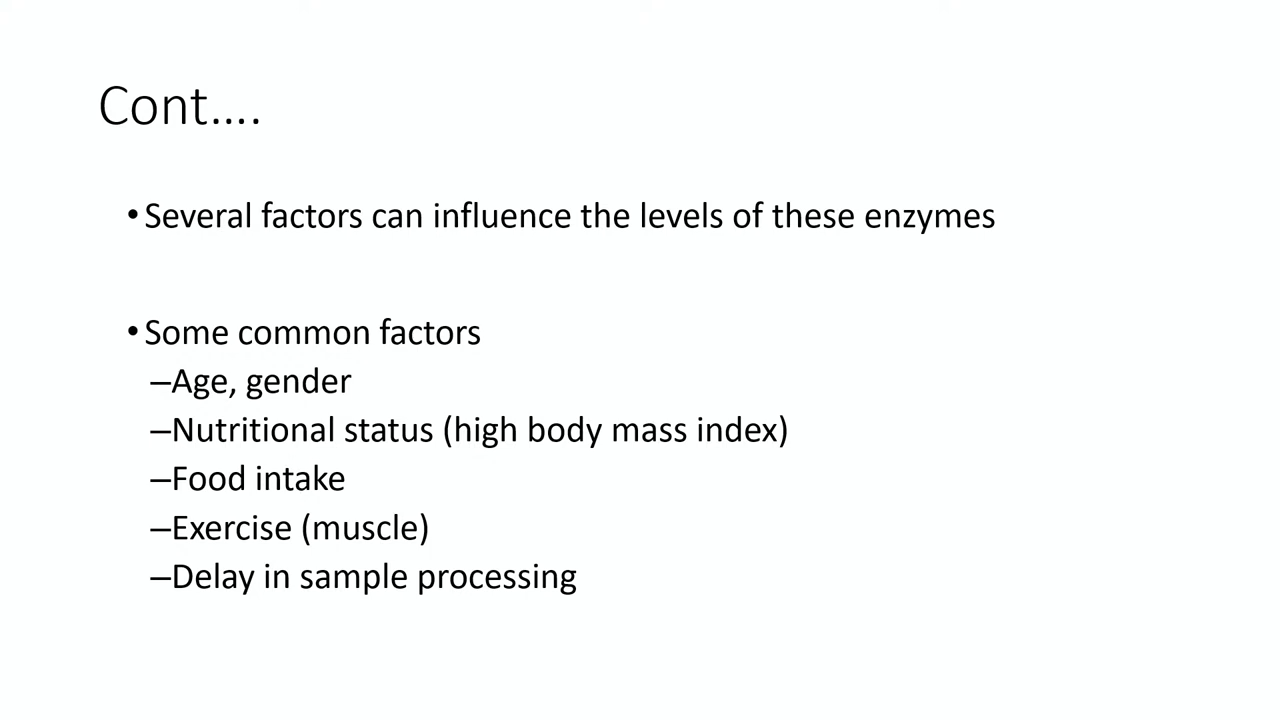 Cont….
•Several factors can influence the levels of these enzymes
•Some common factors
–Age, gender
–Nutritional status (high body mass index)
–Food intake
–Exercise (muscle)
–Delay in sample processing